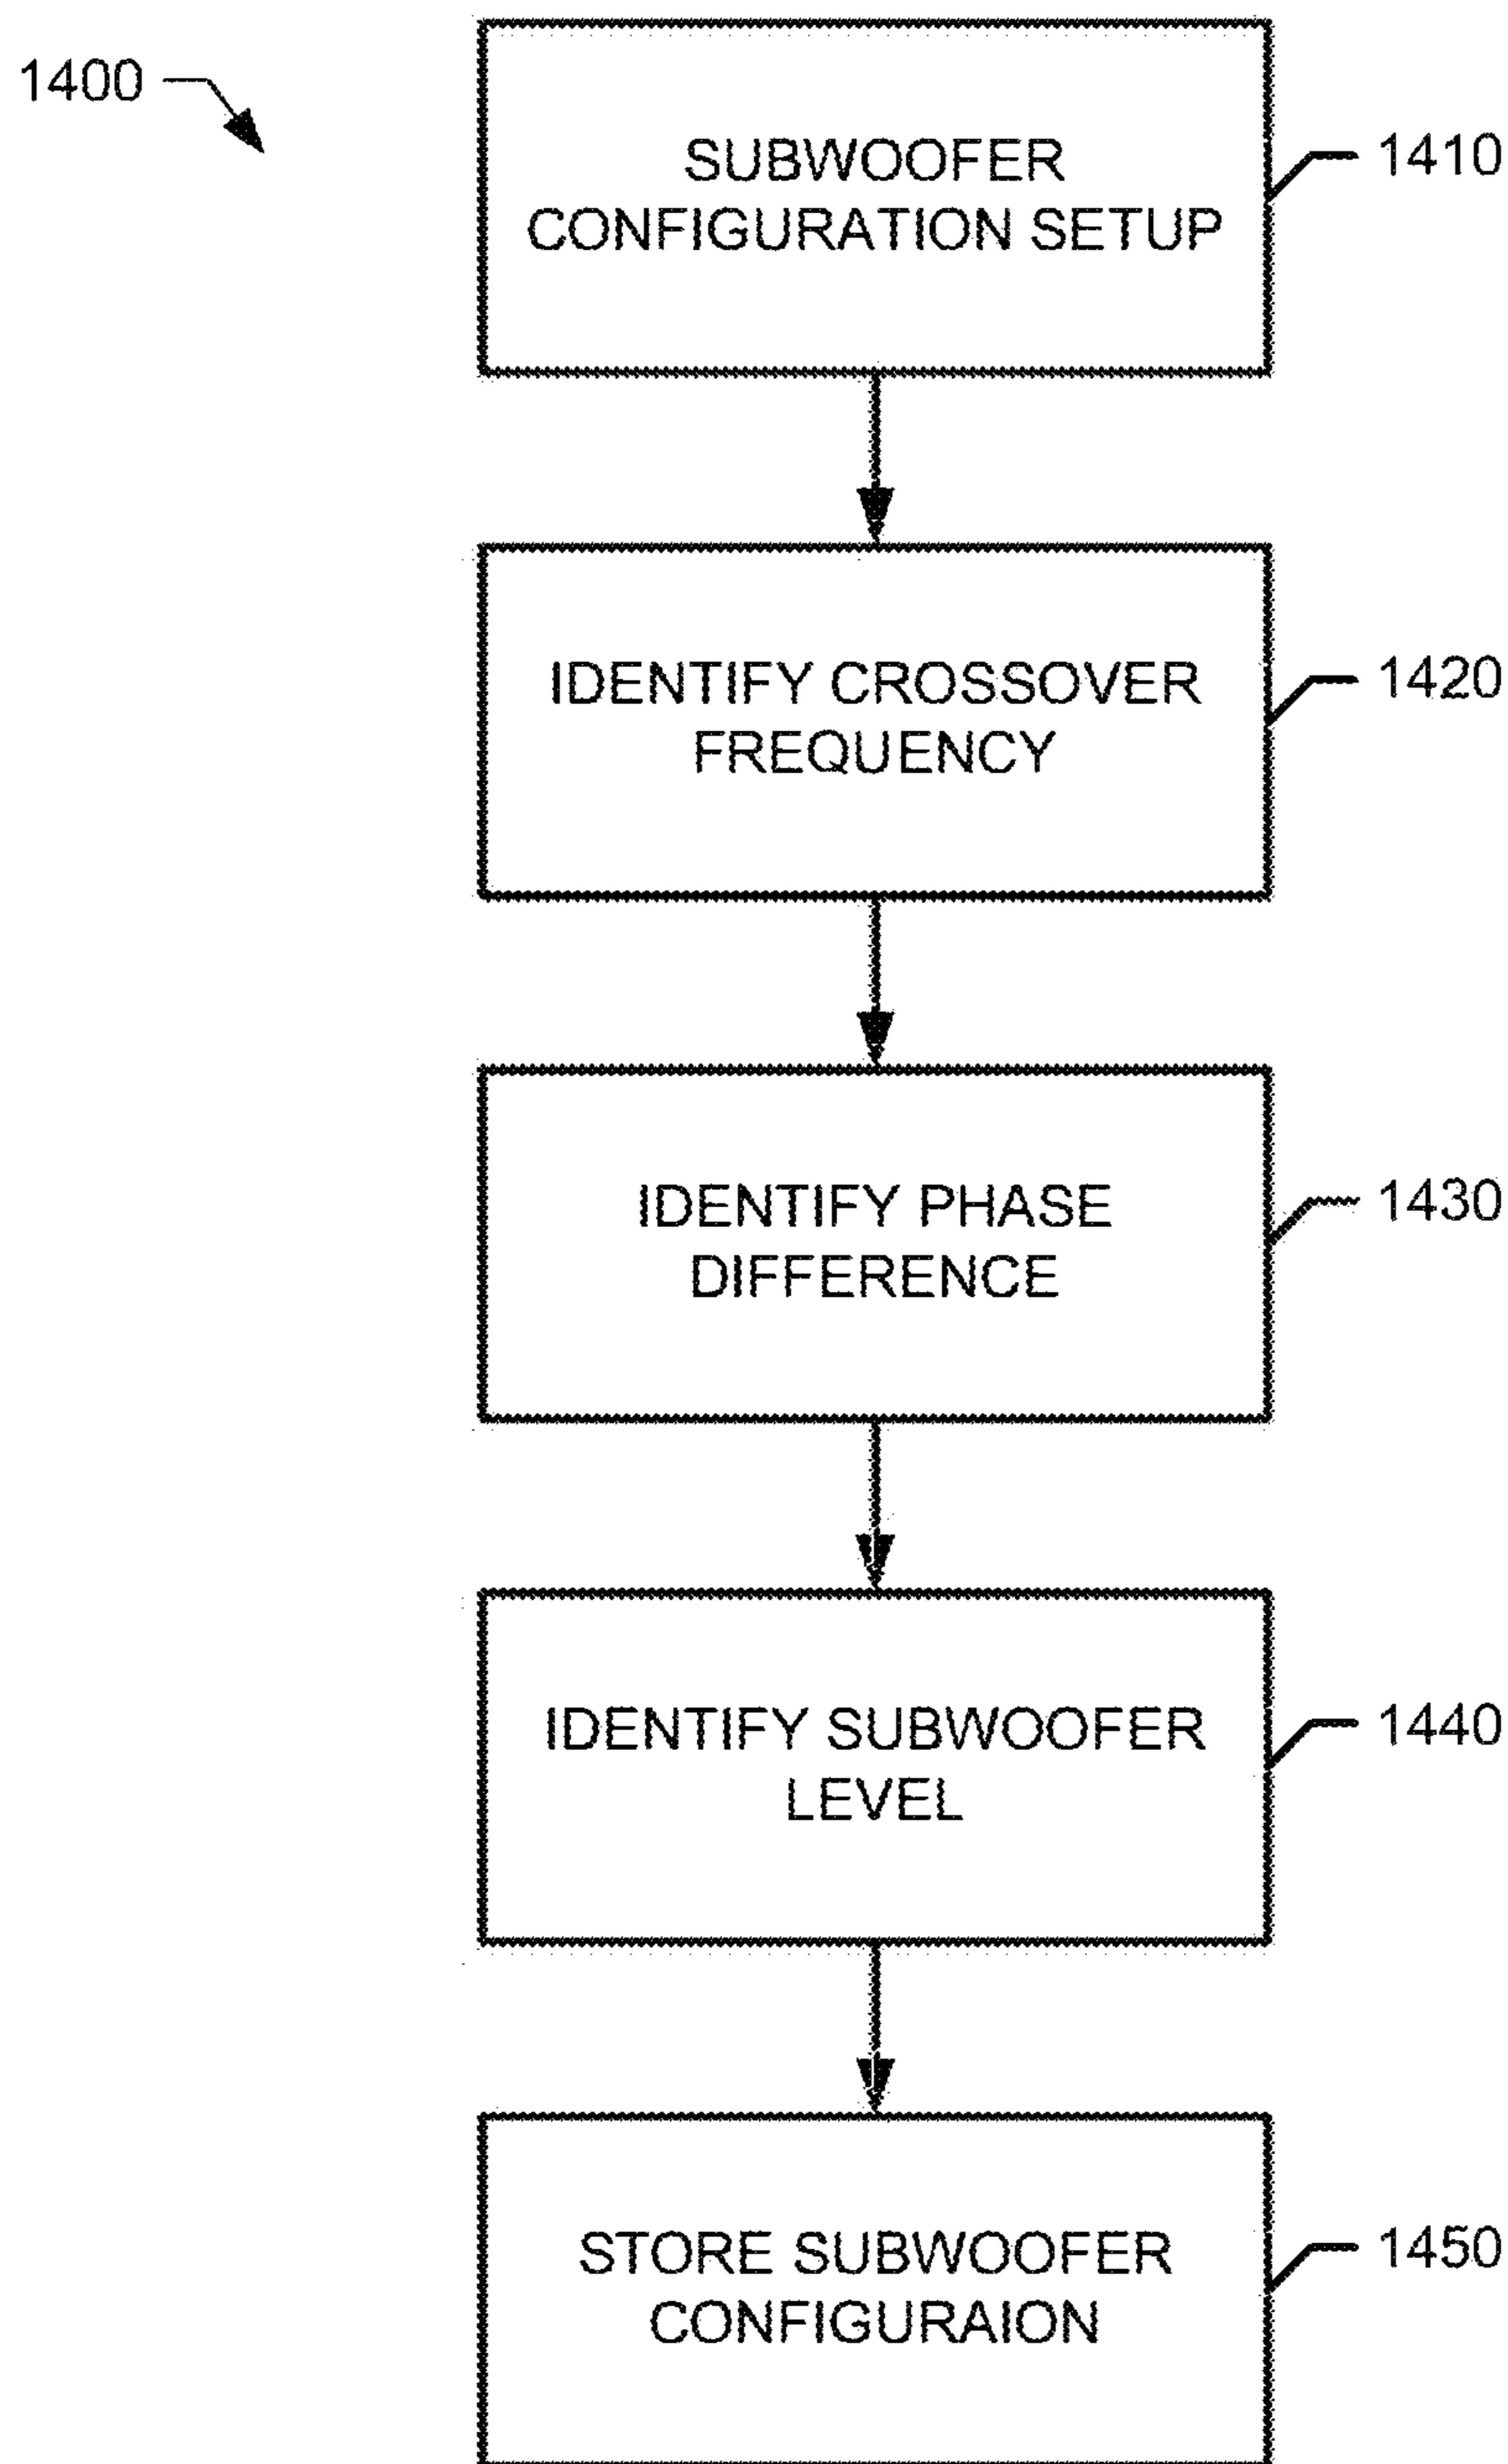 1400
SUBWOOFER
CONFIGURATION SETUP
1410
IDENTIFY CROSSOVER
FREQUENCY
1420
IDENTIFY PHASE
DIFFERENCE
1430
IDENTIFY SUBWOOFER
LEVEL
1440
STORE SUBWOOFER
CONFIGURAION
1450